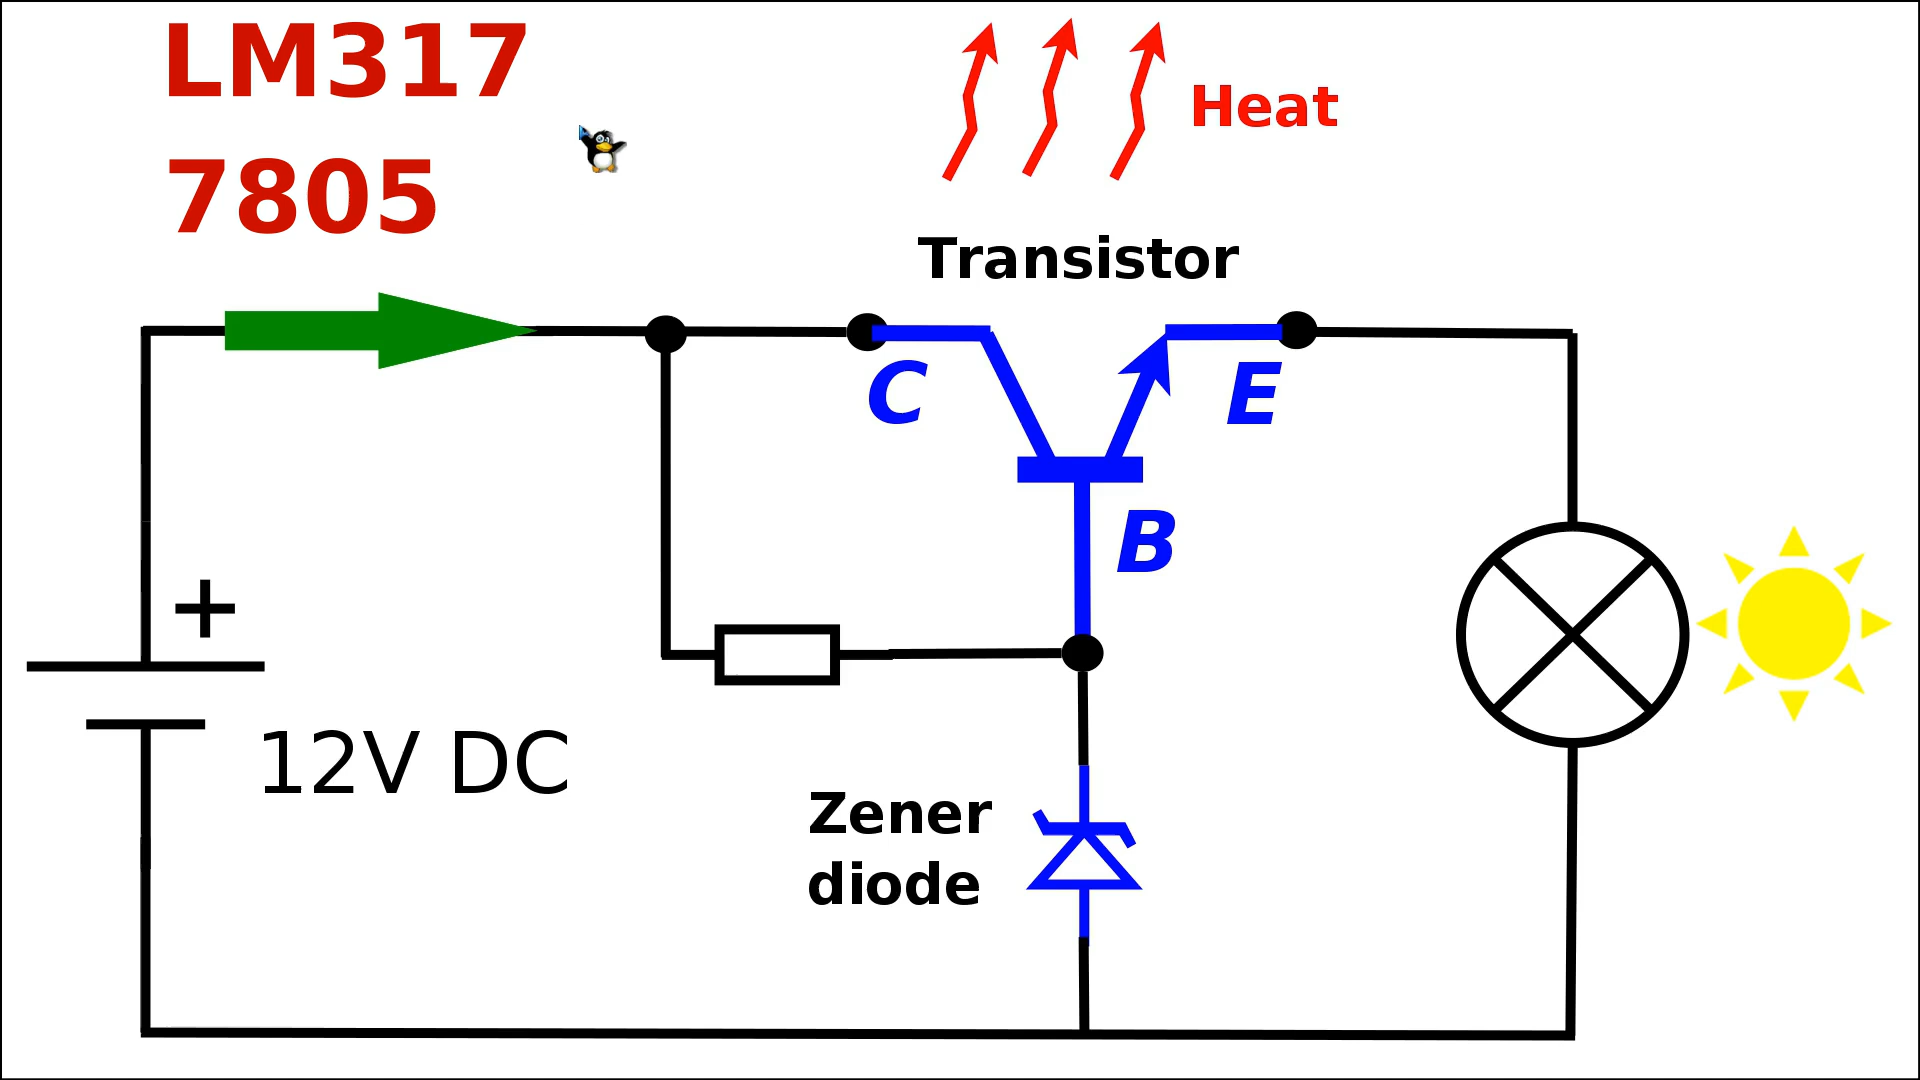 LM317
7805
Heat
Transistor
C
E
B
+
12V DC
Zener
diode